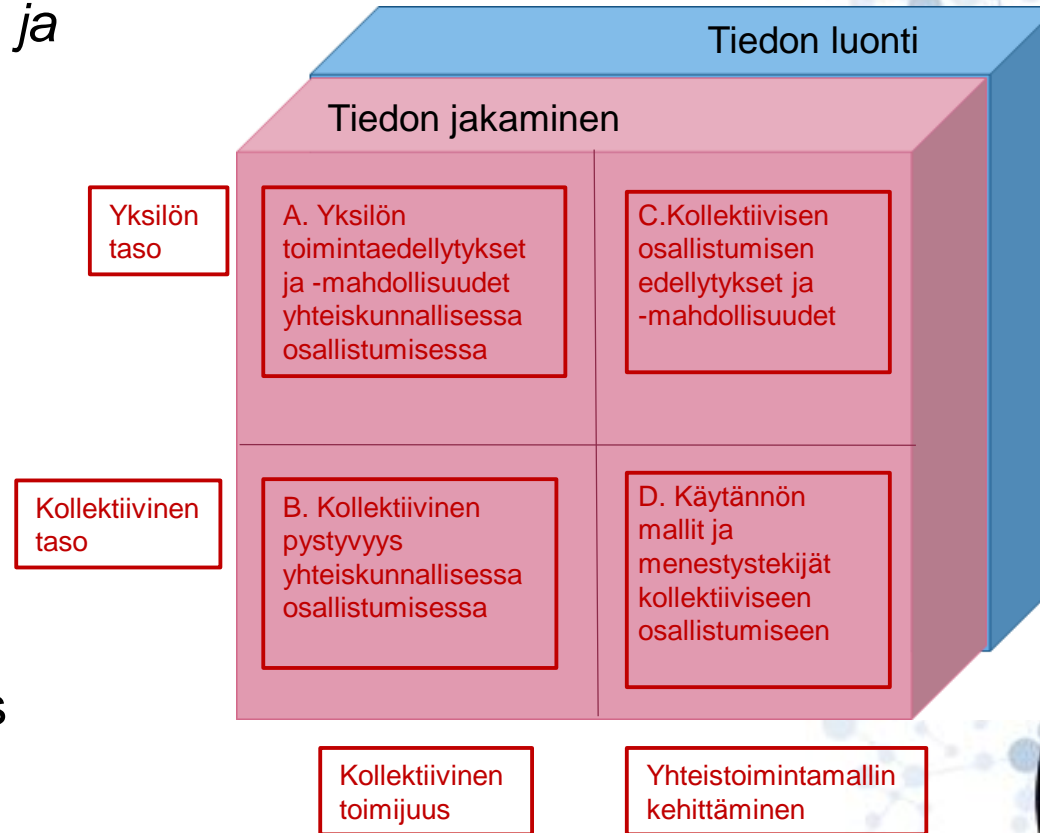 ja
Tiedon luonti
Tiedon jakaminen
Yksilön
taso
A. Yksilön
toimintaedellytykset
ja -mahdollisuudet
yhteiskunnallisessa
osallistumisessa
C.Kollektiivisen
osallistumisen
edellytykset ja
-mahdollisuudet
Kollektiivinen
taso
B. Kollektiivinen
pystyvyys
yhteiskunnallisessa
osallistumisessa
D. Käytännön
mallit ja
menestystekijät
kollektiiviseen
osallistumiseen
s
Kollektiivinen
toimijuus
Yhteistoimintamallin
kehittäminen